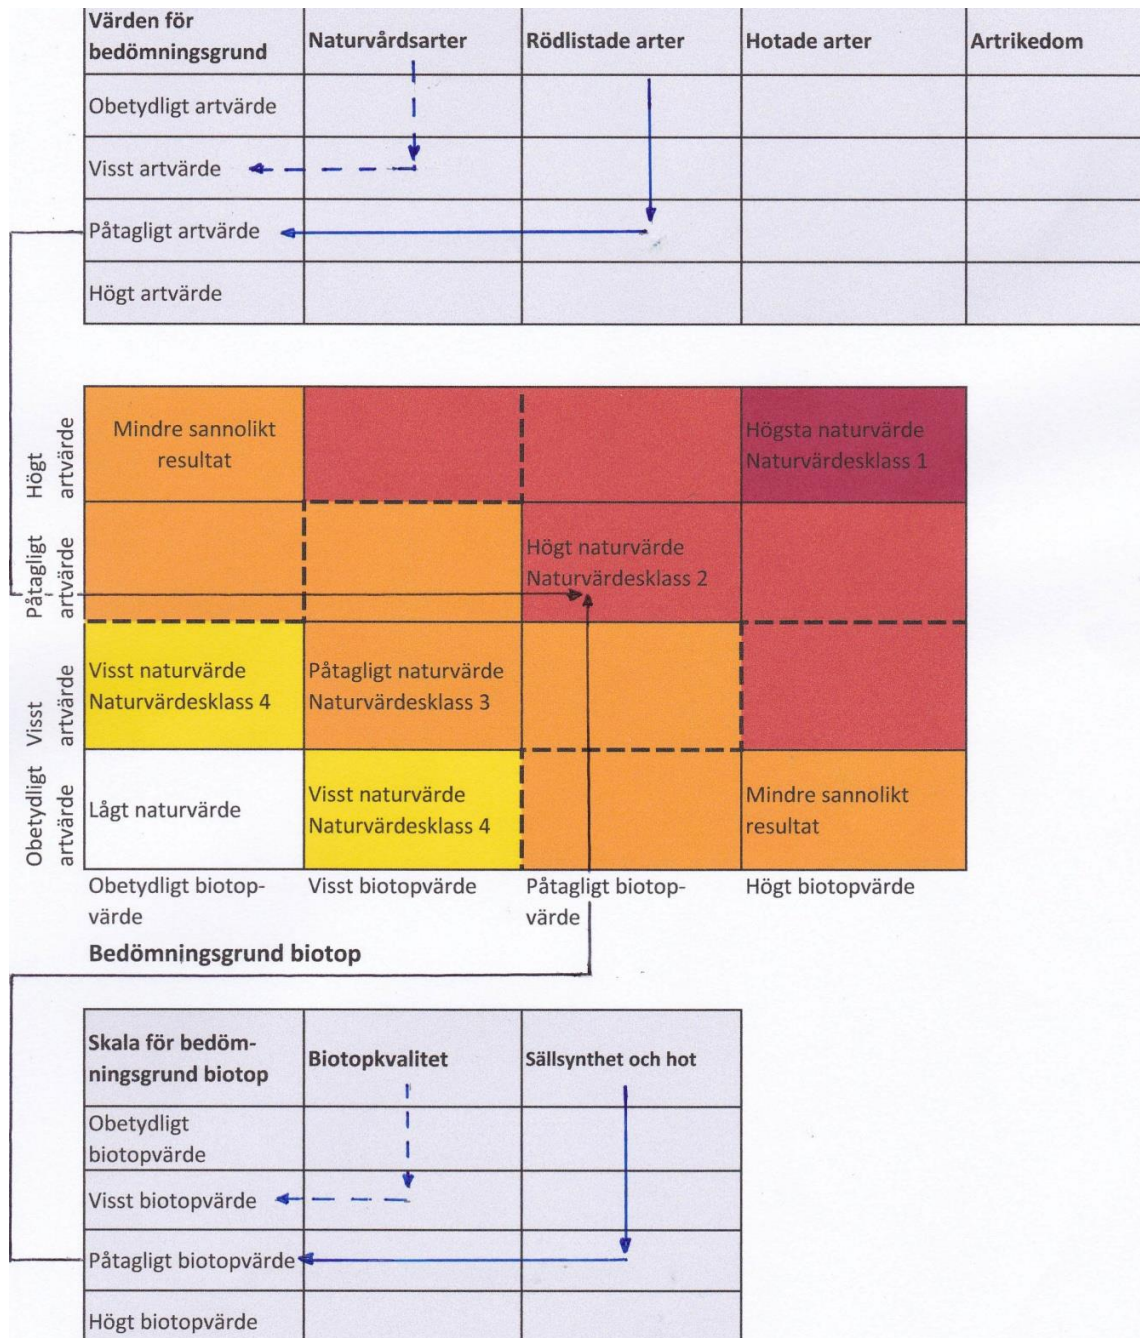 Värden för
bedömningsgrund
Naturvårdsarter
Rödlistade arter
Hotade arter
Artrikedom
Obetydligt artvärde
Visst artvärde
Påtagligt artvärde
Högt artvärde
Högt
artvärde
Mindre sannolikt
resultat
Högsta naturvärde
Naturvärdesklass 1
Påtagligt
artvärde
Högt naturvärde
Naturvärdesklass 2
Visst
artvärde
Visst naturvärde
Naturvärdesklass 4
Påtagligt naturvärde
Naturvärdesklass 3
Obetydligt
artvärde
Lågt naturvärde
Visst naturvärde
Naturvärdesklass 4
Mindre sannolikt
resultat
Obetydligt biotop-
värde
Visst biotopvärde
Påtagligt biotop-
värde
Högt biotopvärde
Bedömningsgrund biotop
Skala för bedöm-
ningsgrund biotop
Biotopkvalitet
Sällsynthet och hot
Obetydligt
biotopvärde
Visst biotopvärde
Påtagligt biotopvärde
Högt biotopvärde